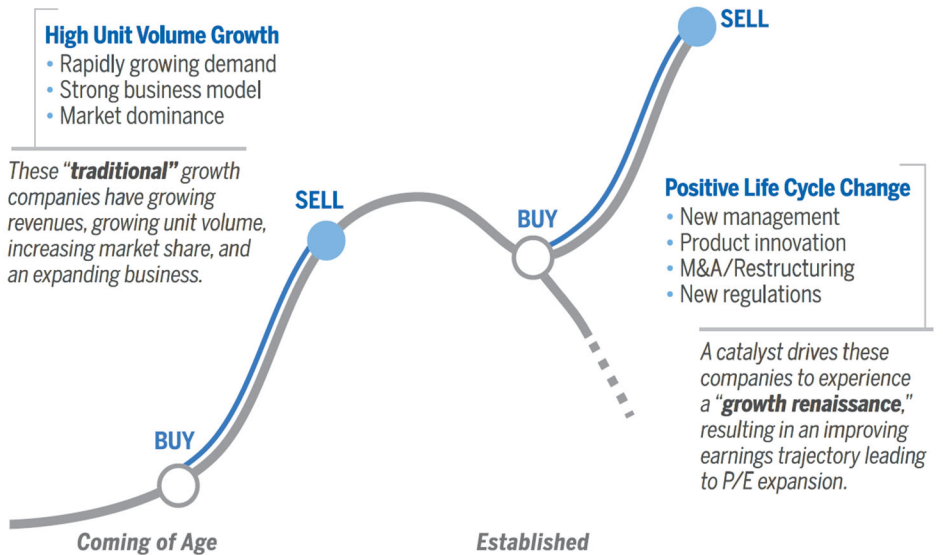 High Unit Volume Growth
• Rapidly growing demand
• Strong business model
• Market dominance
These “traditional” growth
companies have growing
revenues, growing unit volume,
increasing market share, and
an expanding business.
BUY
SELL
BUY
SELL
Positive Life Cycle Change
• New management
• Product innovation
• M&A/Restructuring
• New regulations
A catalyst drives these
companies to experience
a “growth renaissance,”
resulting in an improving
earnings trajectory leading
to P/E expansion.
Coming of Age
Established